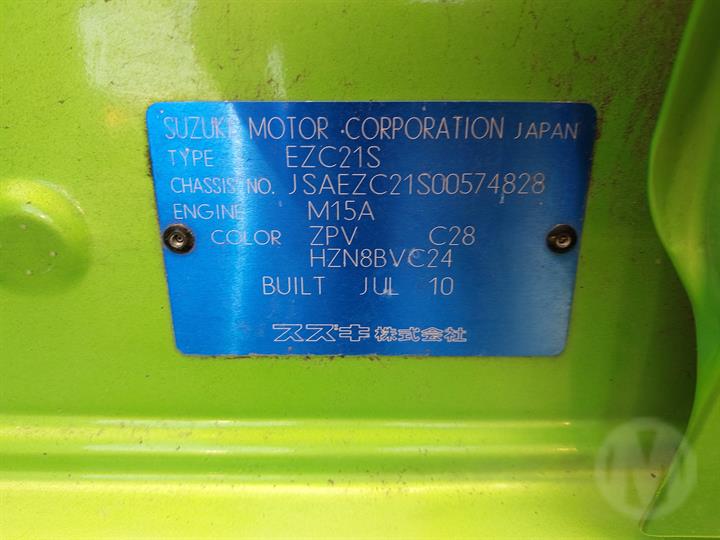 SUZUKI MOTOR CORPORATION JAPAN
TYPE EZC21S
CHASSIS NO. JSAEZC21S00574828
ENGINE M15A
COLOR ZPV C28
HZN8BVC24
BUILT JUL 10
スズキ株式会社
M